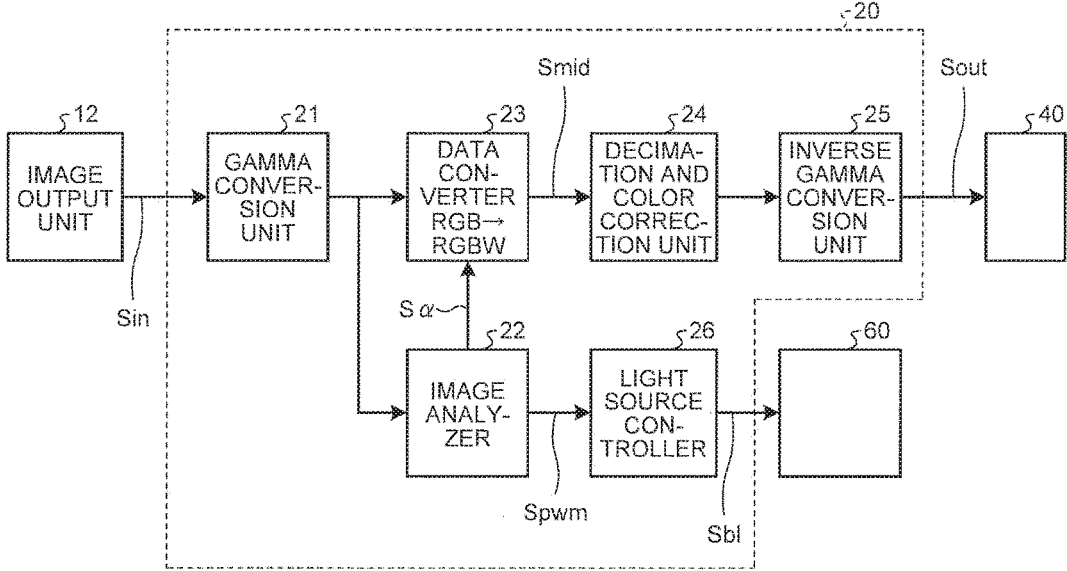 20
Smid
Sout
12
21
23
24
25
40
IMAGE
OUTPUT
UNIT
GAMMA
CONVER-
SION
UNIT
DATA
CON-
VERTER
RGB→
RGBW
DECIMA-
TION AND
COLOR
CORREC-
TION UNIT
INVERSE
GAMMA
CONVER-
SION
UNIT
Sin
Sα
22
26
60
IMAGE
ANALY-
ZER
LIGHT
SOURCE
CON-
TROLLER
Spwm
Sbl